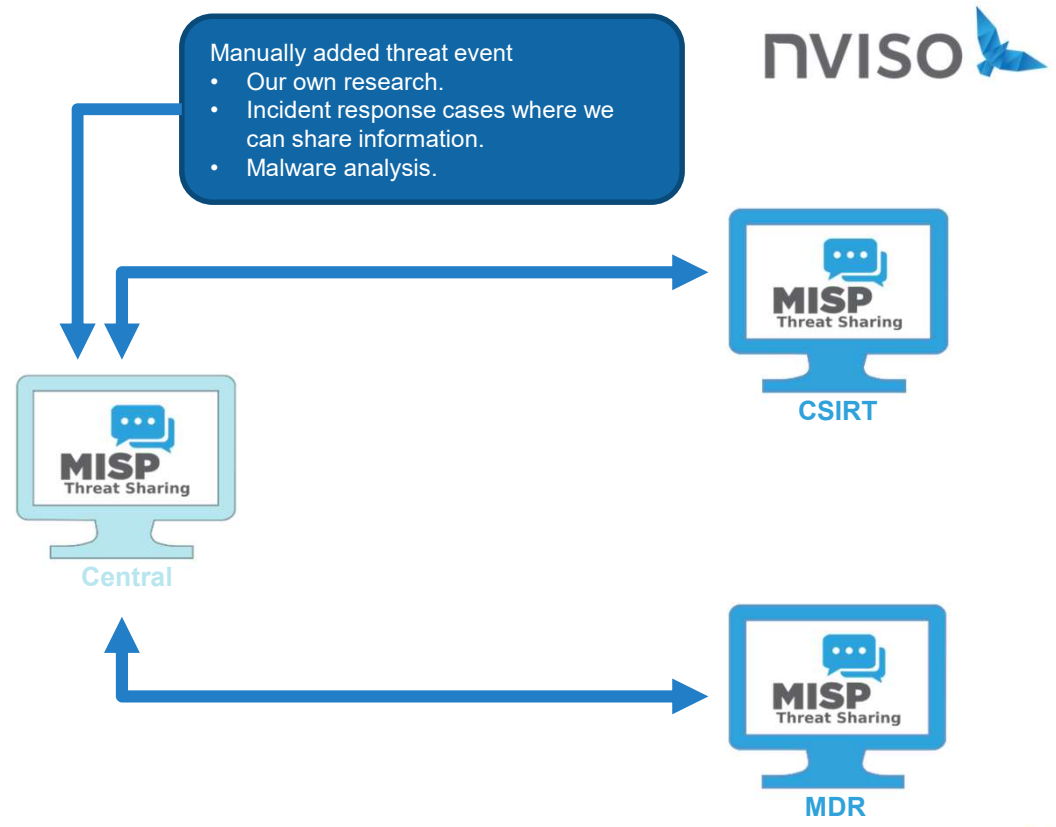 nviso
Manually added threat event
• Our own research.
• Incident response cases where we
can share information.
• Malware analysis.
MISP
Threat Sharing
CSIRT
MISP
Threat Sharing
Central
MISP
Threat Sharing
MDR